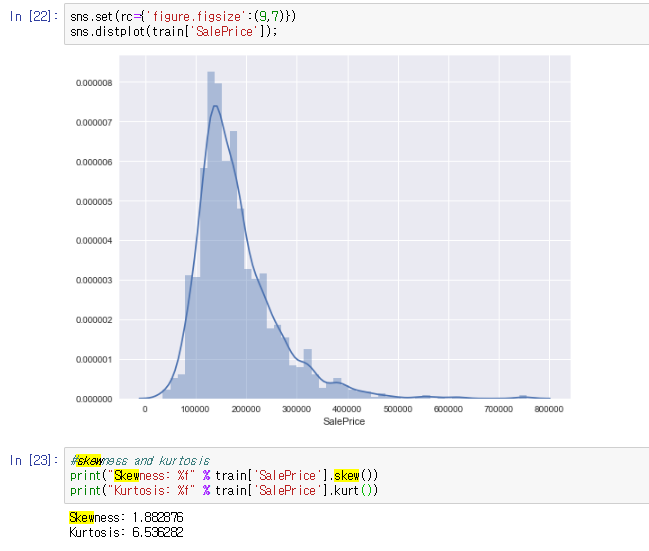 In [22]:
sns.set(rc={'figure.figsize':(9,7)})
sns.distplot(train['SalePrice']);
0.000008
0.000007
0.000006
0.000005
0.000004
0.000003
0.000002
0.000001
0.000000
0 100000 200000 300000 400000 500000 600000 700000 800000
SalePrice
In [23]:
#skewness and kurtosis
print("Skewness: %f" % train['SalePrice'].skew())
print("Kurtosis: %f" % train['SalePrice'].kurt())
Skewness: 1.882876
Kurtosis: 6.536282